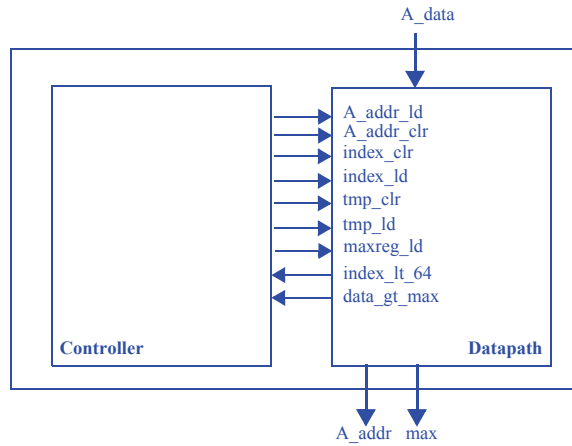 A_data
A_addr_ld
A_addr_clr
index_clr
index_ld
tmp_clr
tmp_ld
maxreg_ld
index_lt_64
data_gt_max
Controller Datapath
A_addr max